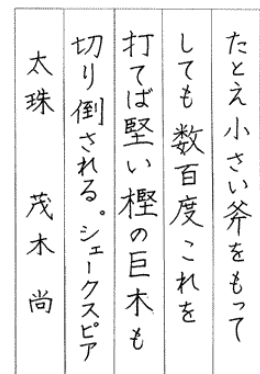 たとえ小さい斧をもって
しても数百度これを
打てば堅い樫の巨木も
切り倒される。シェークスピア
太珠 茂木尚